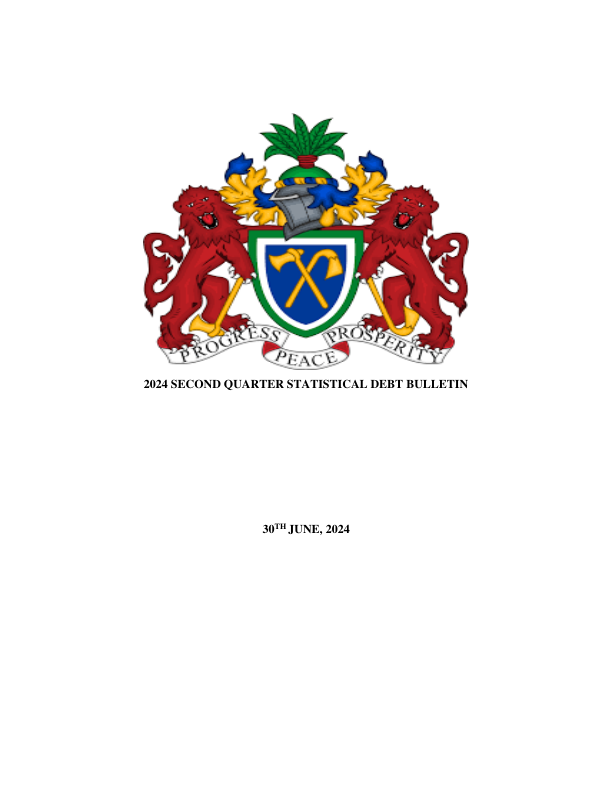 PROGRESS PEACE PROSPERITY
2024 SECOND QUARTER STATISTICAL DEBT BULLETIN
30TH JUNE, 2024